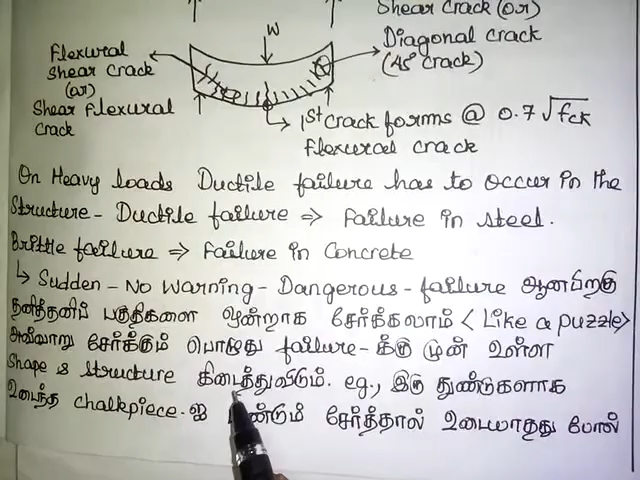 Shear Crack (or)
W
Diagonal crack
(45° crack)
Flexural
Shear Crack
(or)
Shear Flexural
Crack
1st Crack forms @ 0.7√fck
Flexural crack
On Heavy loads Ductile failure has to occur in the
Structure - Ductile failure ⇒ Failure in steel.
Brittle failure ⇒ Failure in Concrete
↳ Sudden - No Warning - Dangerous - failure ஆனபிறகு
தனித்தனிப் பகுதிகளை ஒன்றாக சேர்க்கலாம் <Like a puzzle>
அவ்வாறு சேர்க்கும் பொழுது failure-க்கு முன் உள்ள
Shape & structure கிடைத்துவிடும். eg., இரு துண்டுகளாக
உடைந்த chalkpiece-ஐ சேர்த்தால் உடையாதது போல்